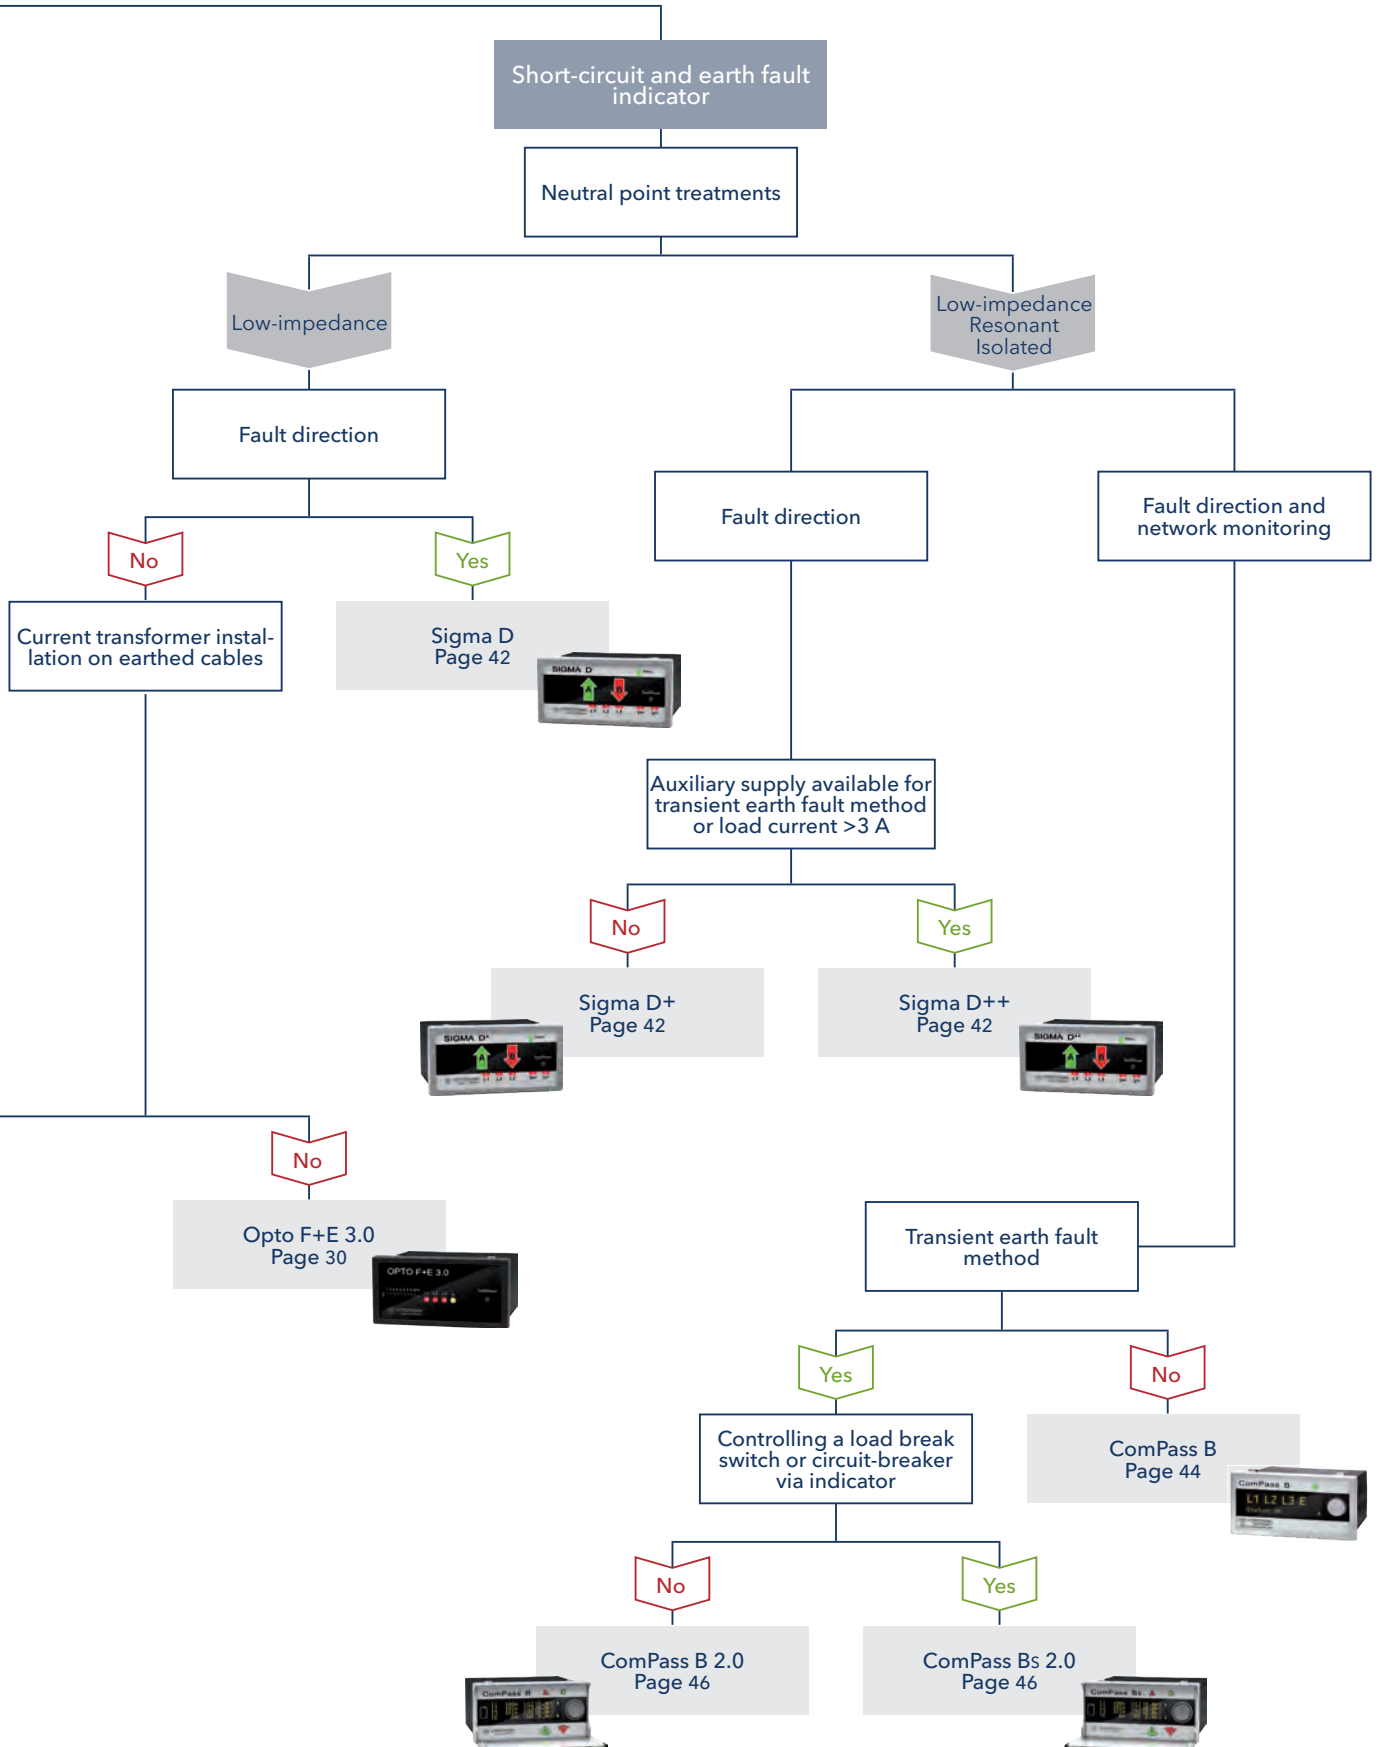 Short-circuit and earth fault
indicator
Neutral point treatments
Low-impedance
Low-impedance
Resonant
Isolated
Fault direction
Fault direction
Fault direction and
network monitoring
No
Yes
Current transformer instal-
lation on earthed cables
Sigma D
Page 42
SIGMA D
A B
Auxiliary supply available for
transient earth fault method
or load current >3 A
No
Yes
Sigma D+
Page 42
SIGMA D+
A B
Sigma D++
Page 42
SIGMA D++
A B
No
Opto F+E 3.0
Page 30
OPTO F+E 3.0
Transient earth fault
method
Yes
No
Controlling a load break
switch or circuit-breaker
via indicator
ComPass B
Page 44
ComPass B
L1 L2 L3 E
No
Yes
ComPass B 2.0
Page 46
ComPass B
ComPass Bs 2.0
Page 46
ComPass Bs